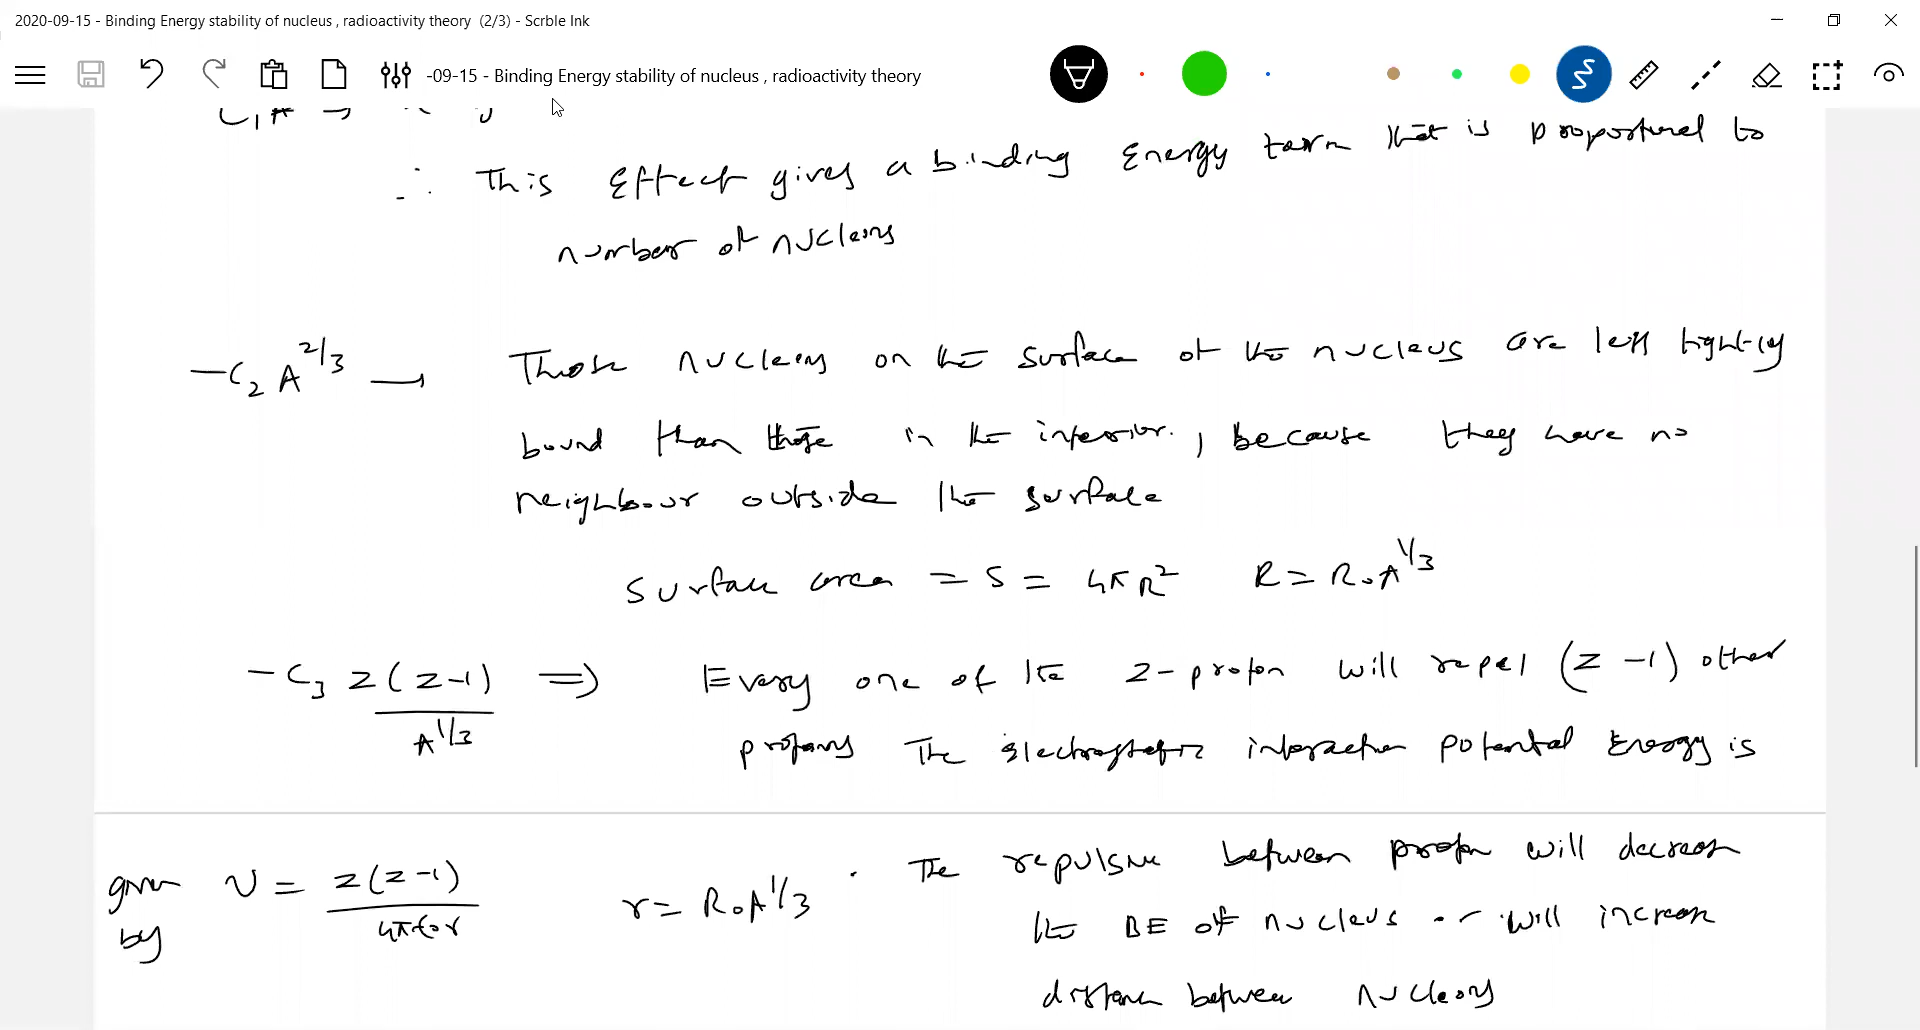 2020-09-15 - Binding Energy stability of nucleus , radioactivity theory (2/3) - Scrble Ink
-09-15 - Binding Energy stability of nucleus , radioactivity theory
C₁A →
∴ This Effect gives a binding Energy term that is proportional to
number of nucleons
-C₂ A^2/3 → Those nucleons on the surface of the nucleus are less tightly
bound than those in the interior. , because they have no
neighbour outside the surface
Surface area = S = 4πR² R = R₀A^1/3
-C₃ Z(Z-1)/A^1/3 ⇒ Every one of the Z-proton will repel (Z-1) other
protons The Electrostatic interaction potential Energy is
given by V = Z(Z-1)/4πε₀r r = R₀A^1/3 . The repulsive between proton will decrease
the BE of nucleus or will increase
distance between nucleons